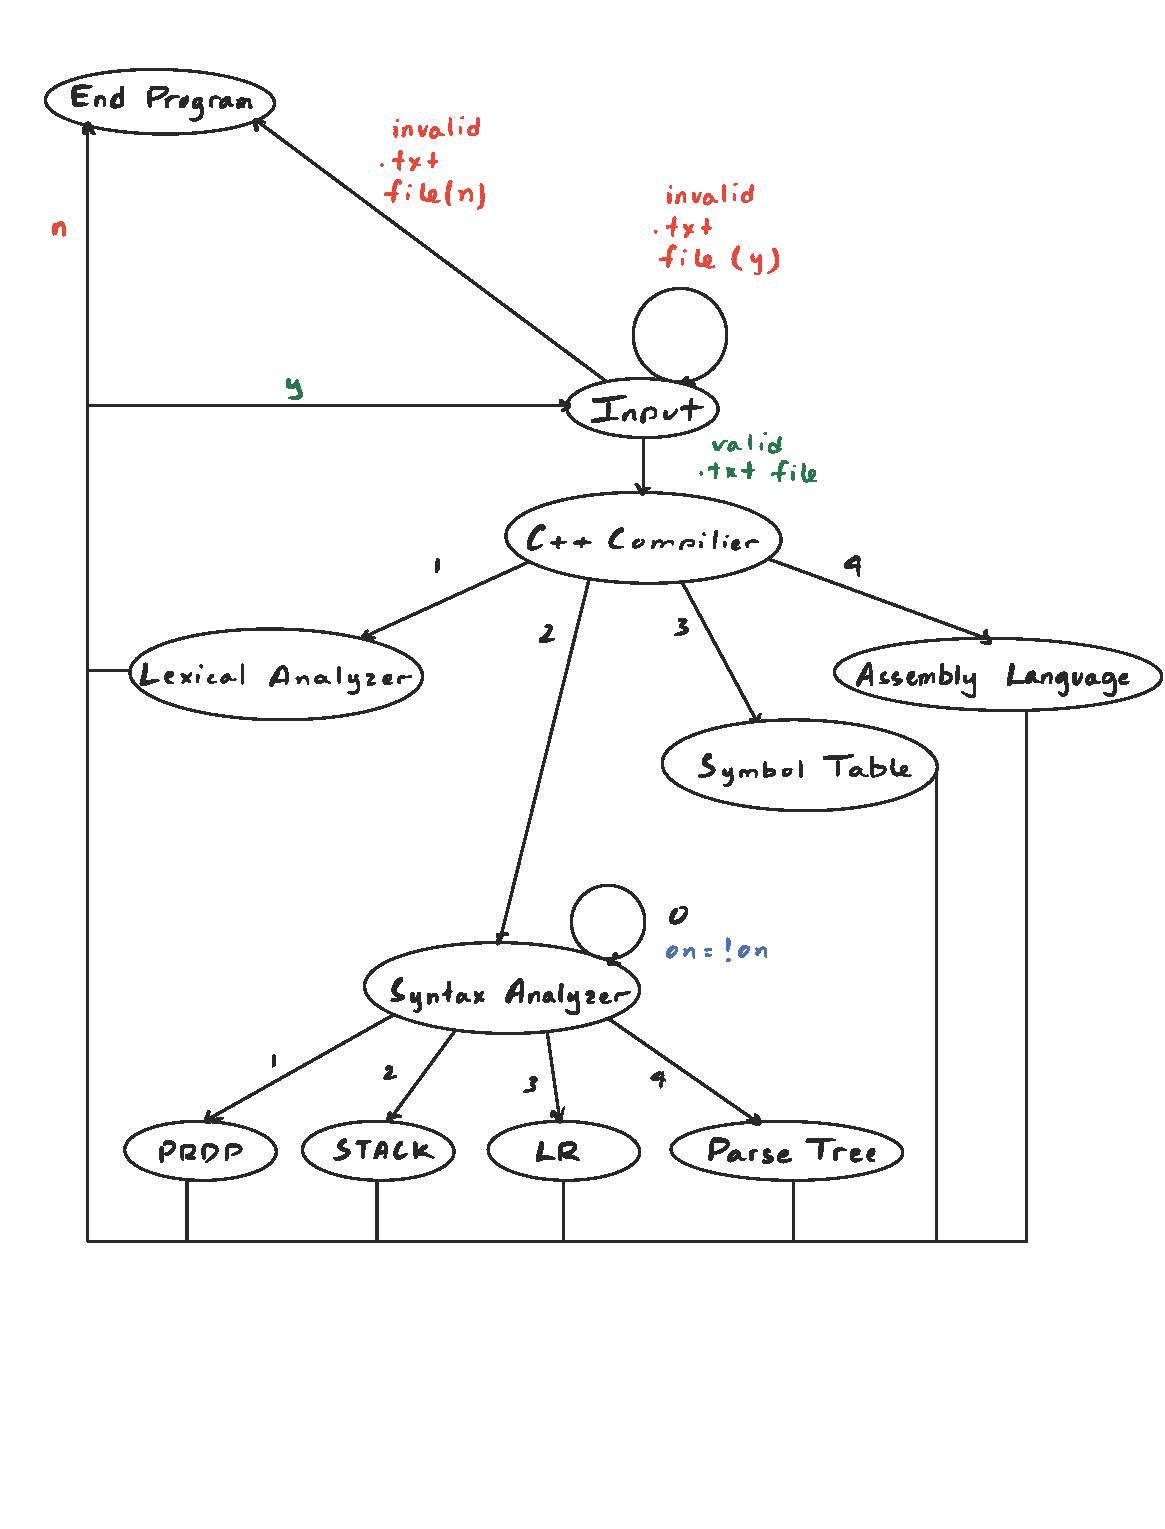 End Program
invalid
.txt
file(n)
invalid
.txt
file (y)
n
y
Input
valid
.txt file
C++ Compilier
1
2
3
4
Lexical Analyzer
Assembly Language
Symbol Table
0
on=!on
Syntax Analyzer
1
2
3
4
PRDP
STACK
LR
Parse Tree